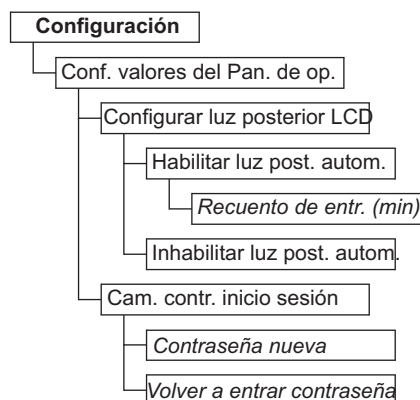 Configuración
Conf. valores del Pan. de op.
Configurar luz posterior LCD
Habilitar luz post. autom.
Recuento de entr. (min)
Inhabilitar luz post. autom.
Cam. contr. inicio sesión
Contraseña nueva
Volver a entrar contraseña